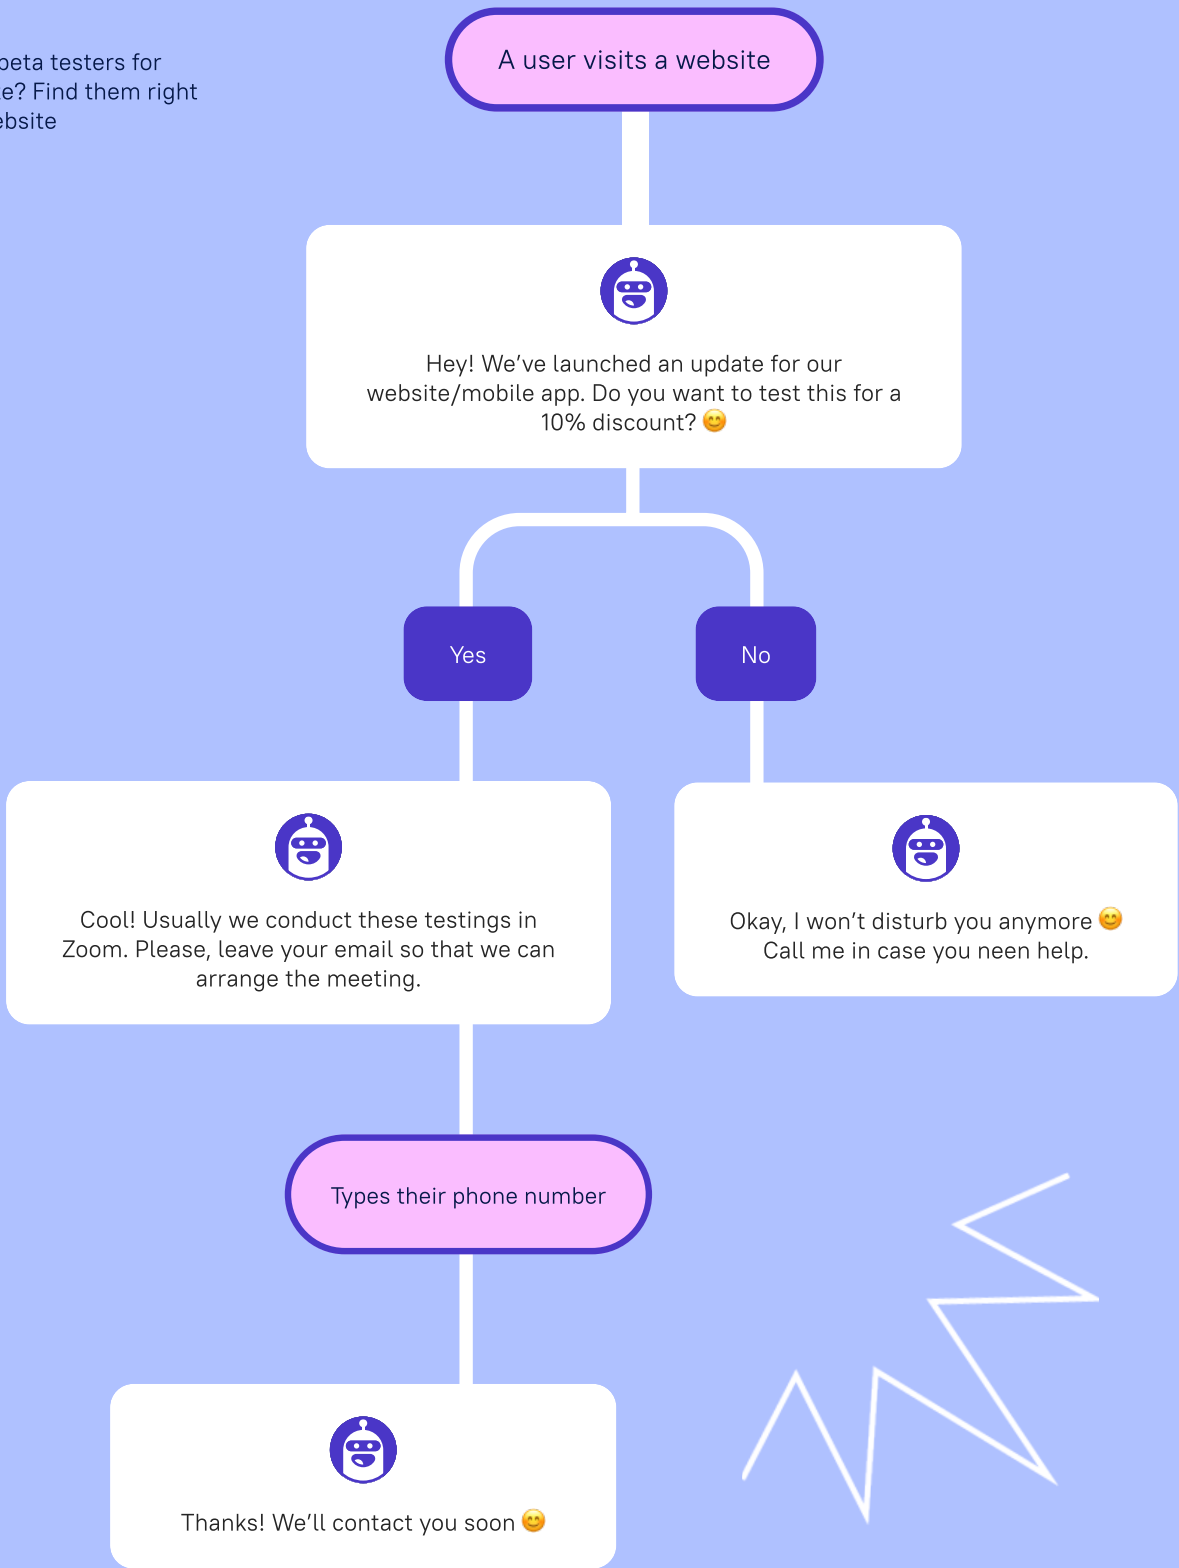 beta testers for
? Find them right
A user visits a website
Hey! We’ve launched an update for our
website/mobile app. Do you want to test this for a
10% discount? 😊
Yes
No
Cool! Usually we conduct these testings in
Zoom. Please, leave your email so that we can
arrange the meeting.
Okay, I won’t disturb you anymore 😊
Call me in case you neen help.
Types their phone number
Thanks! We’ll contact you soon 😊